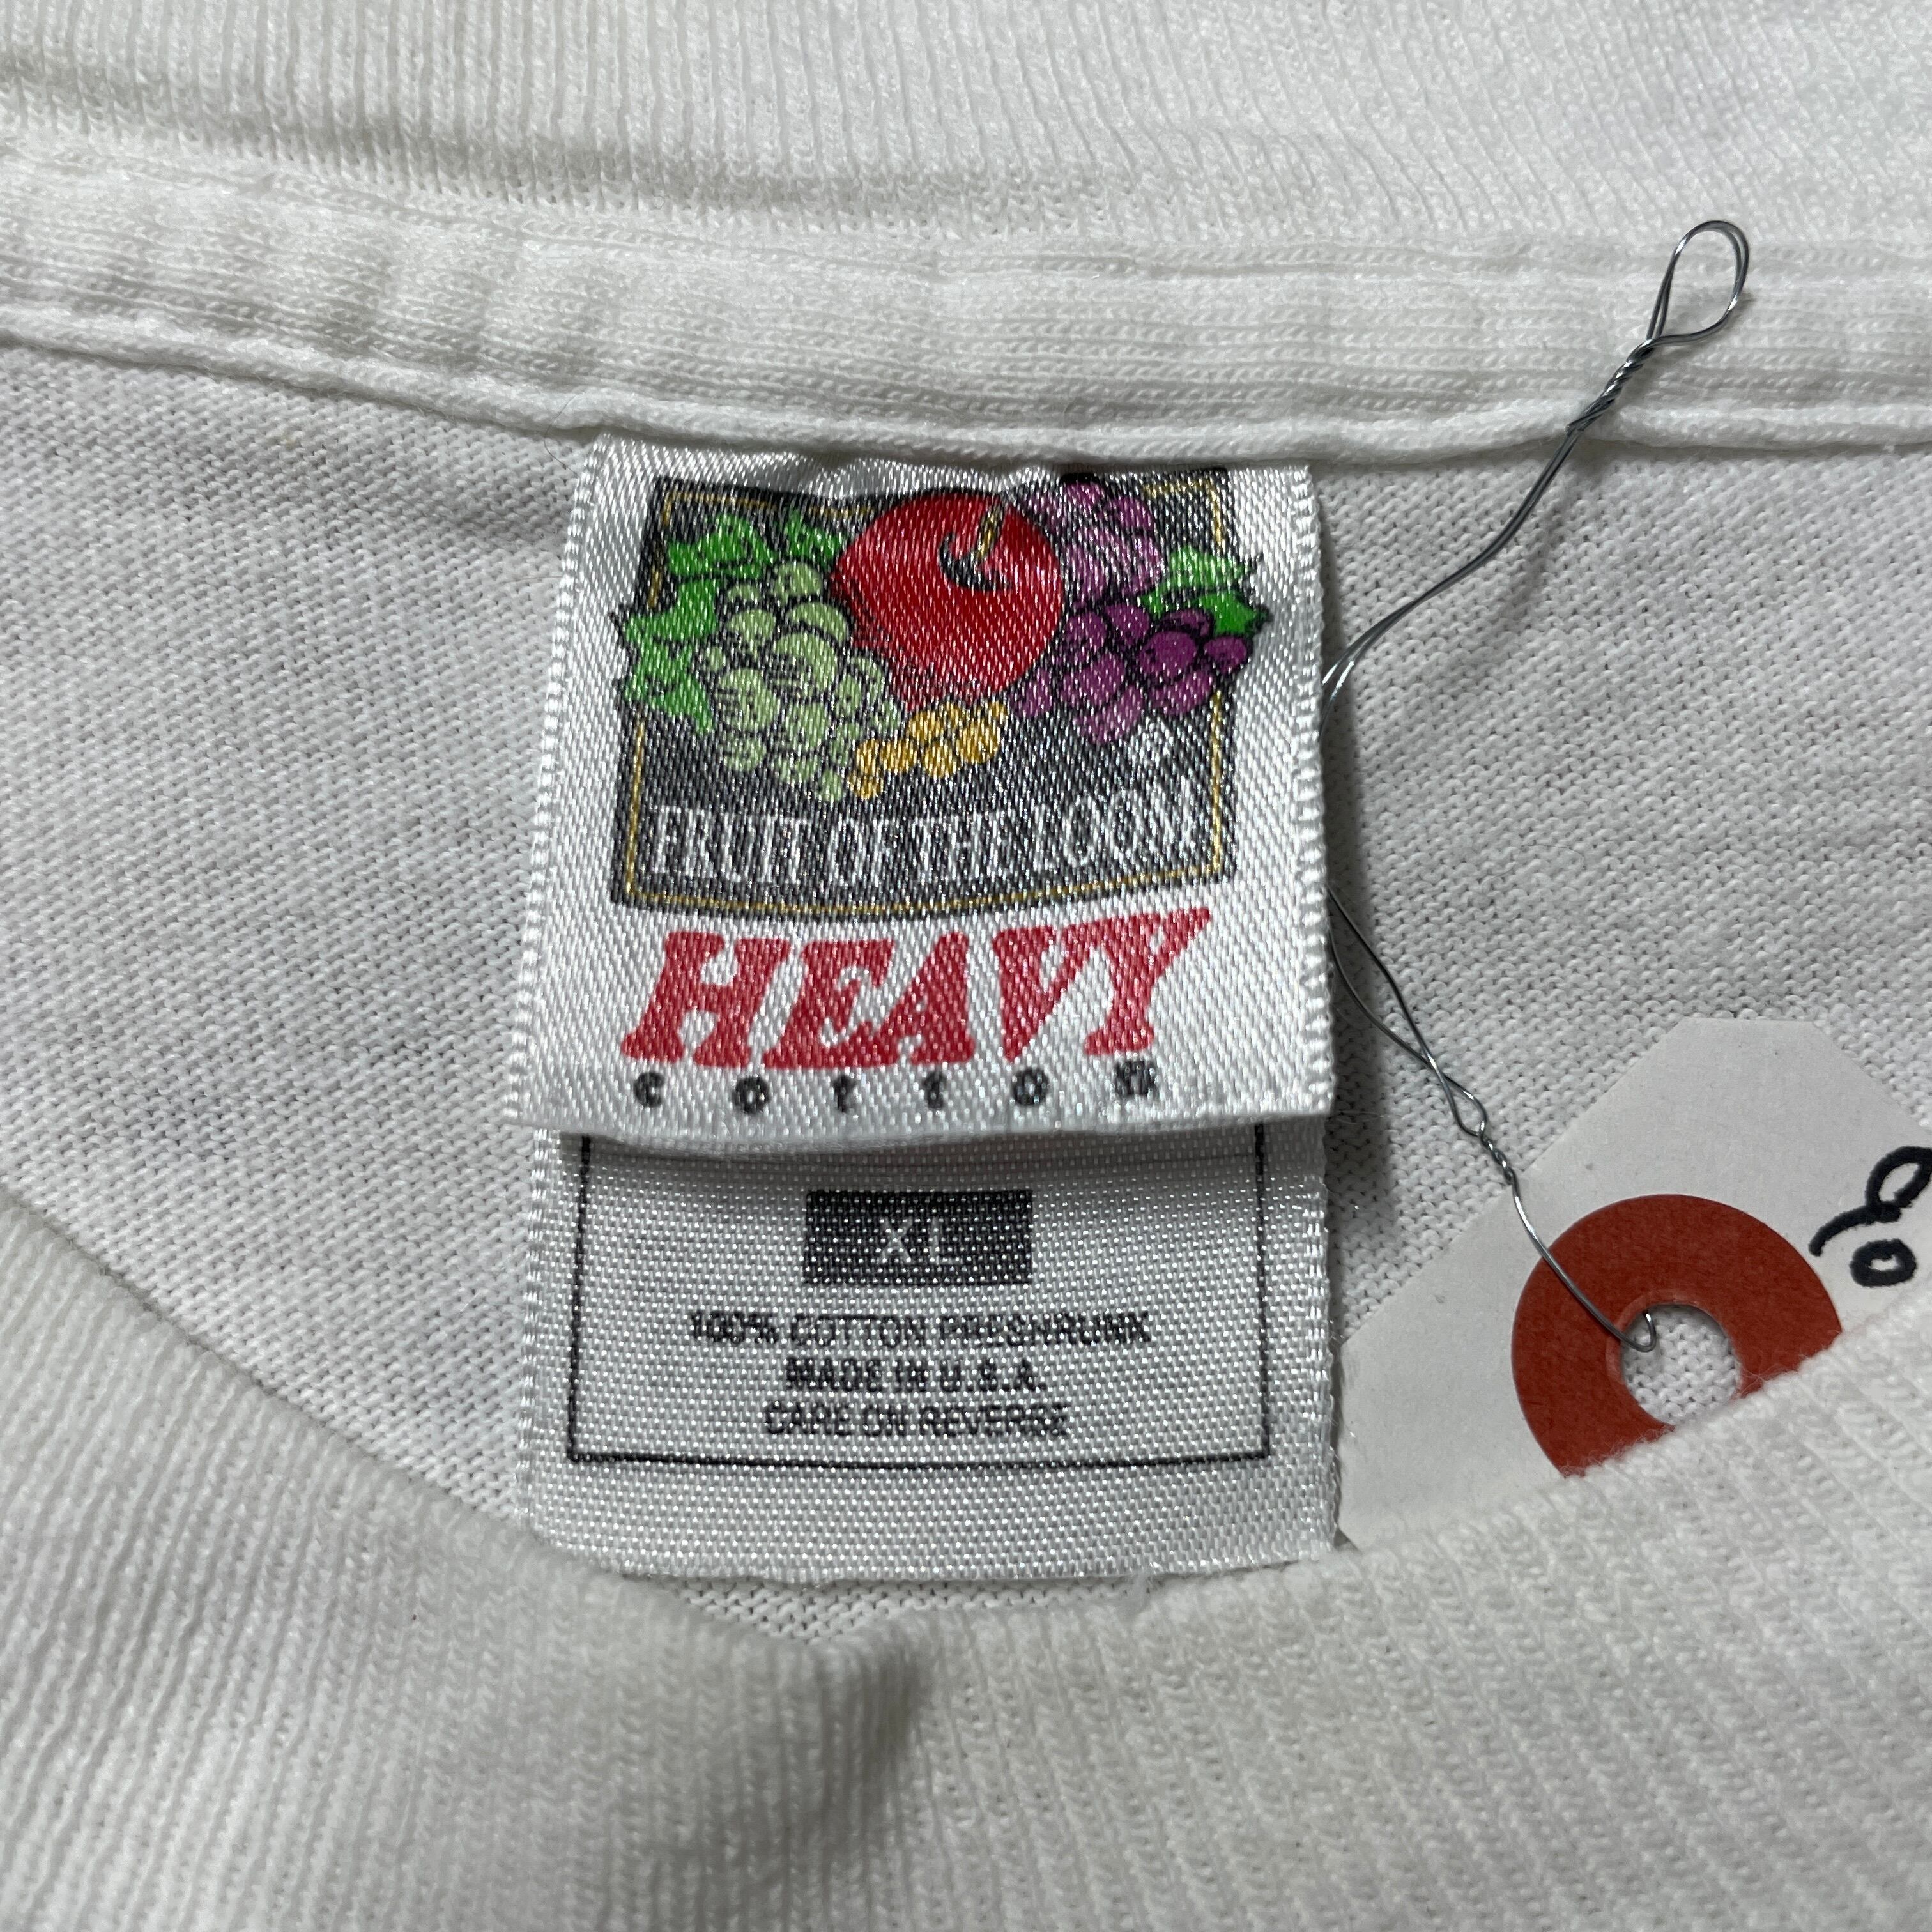 FRUIT OF THE LOOM
HEAVY
COTTON
XL
100% COTTON PRESHRUNK
MADE IN U.S.A.
CARE ON REVERSE